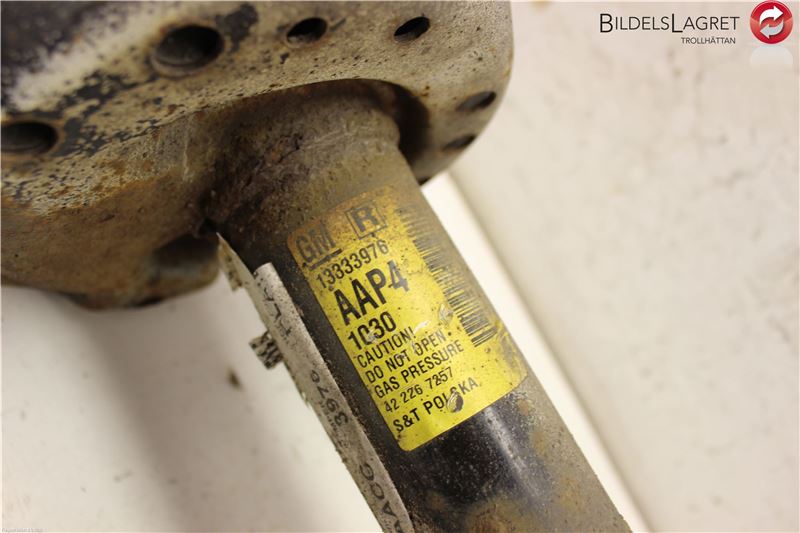 BILDELSLAGRET
TROLLHÄTTAN
GM R
13333976
AAP4
1030
CAUTION!
DO NOT OPEN
GAS PRESSURE
42 226 7257
S&T POLSKA